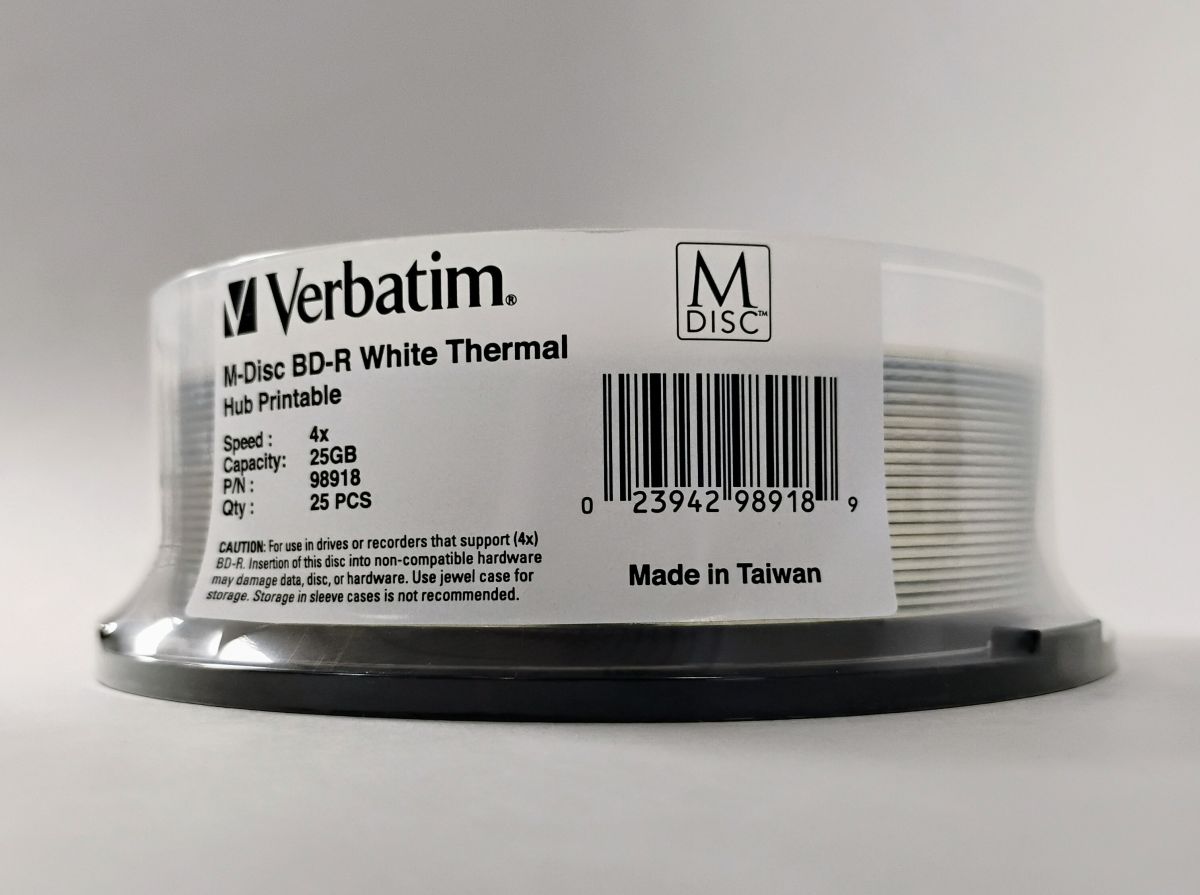 Verbatim®
M-Disc BD-R White Thermal
Hub Printable
Speed : 4x
Capacity: 25GB
P/N : 98918
Qty : 25 PCS
CAUTION: For use in drives or recorders that support (4x)
BD-R. Insertion of this disc into non-compatible hardware
may damage data, disc, or hardware. Use jewel case for
storage. Storage in sleeve cases is not recommended.
M
DISC™
0 23942 98918 9
Made in Taiwan